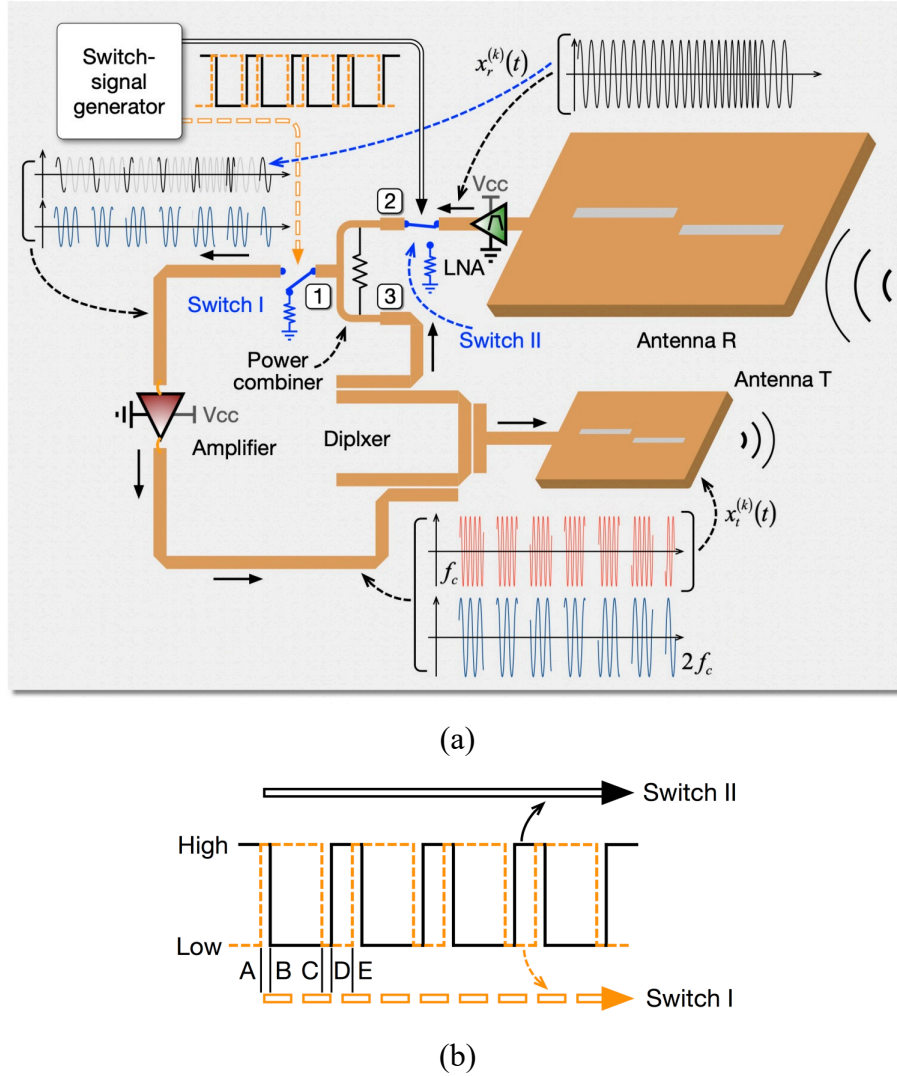 Switch-
signal
generator
x_r^{(k)}(t)
2
Vcc
LNA
Switch I
1
3
Switch II
Antenna R
Power
combiner
Antenna T
Vcc
Amplifier
Diplxer
x_t^{(k)}(t)
f_c
2f_c
(a)
Switch II
High
Low
A B C D E
Switch I
(b)